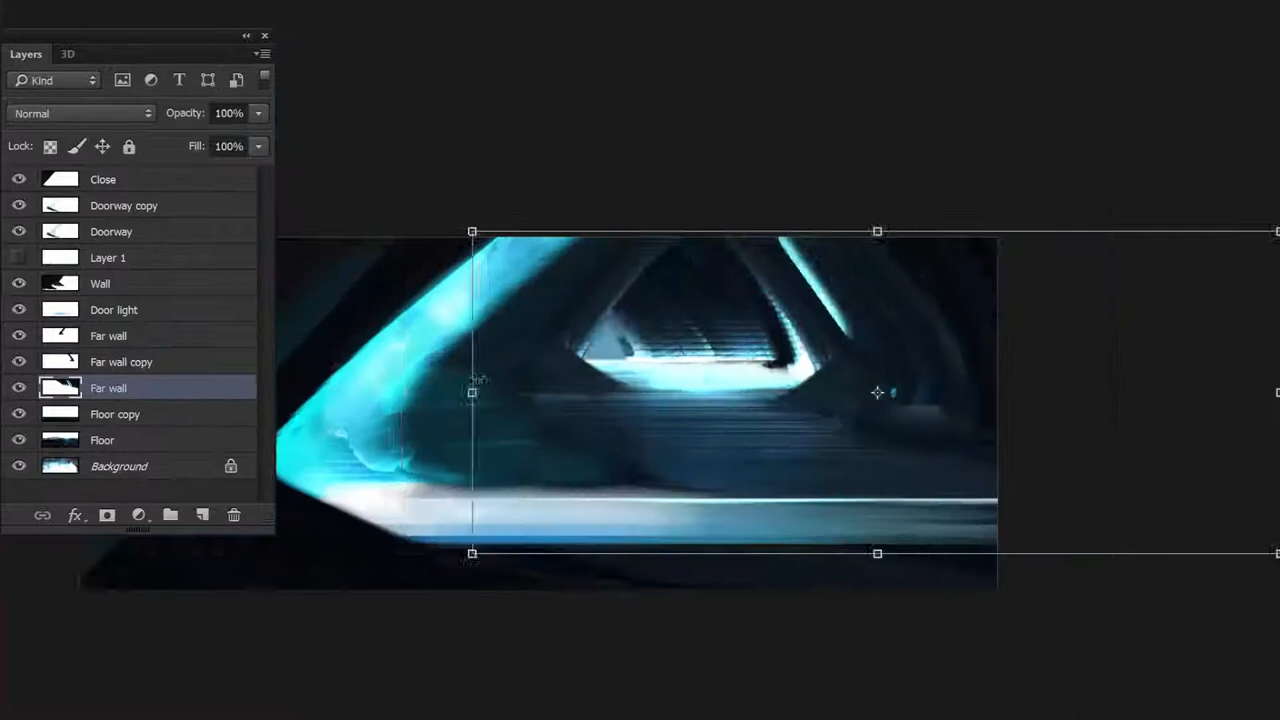 Layers 3D
Kind T
Normal Opacity: 100%
Lock: Fill: 100%
Close
Doorway copy
Doorway
Layer 1
Wall
Door light
Far wall
Far wall copy
Far wall
Floor copy
Floor
Background
fx